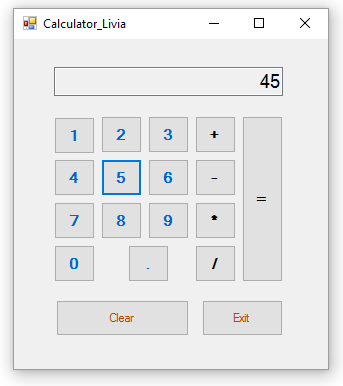 Calculator_Livia
45
1 2 3 +
4 5 6 -
7 8 9 *
=
0 . /
Clear Exit